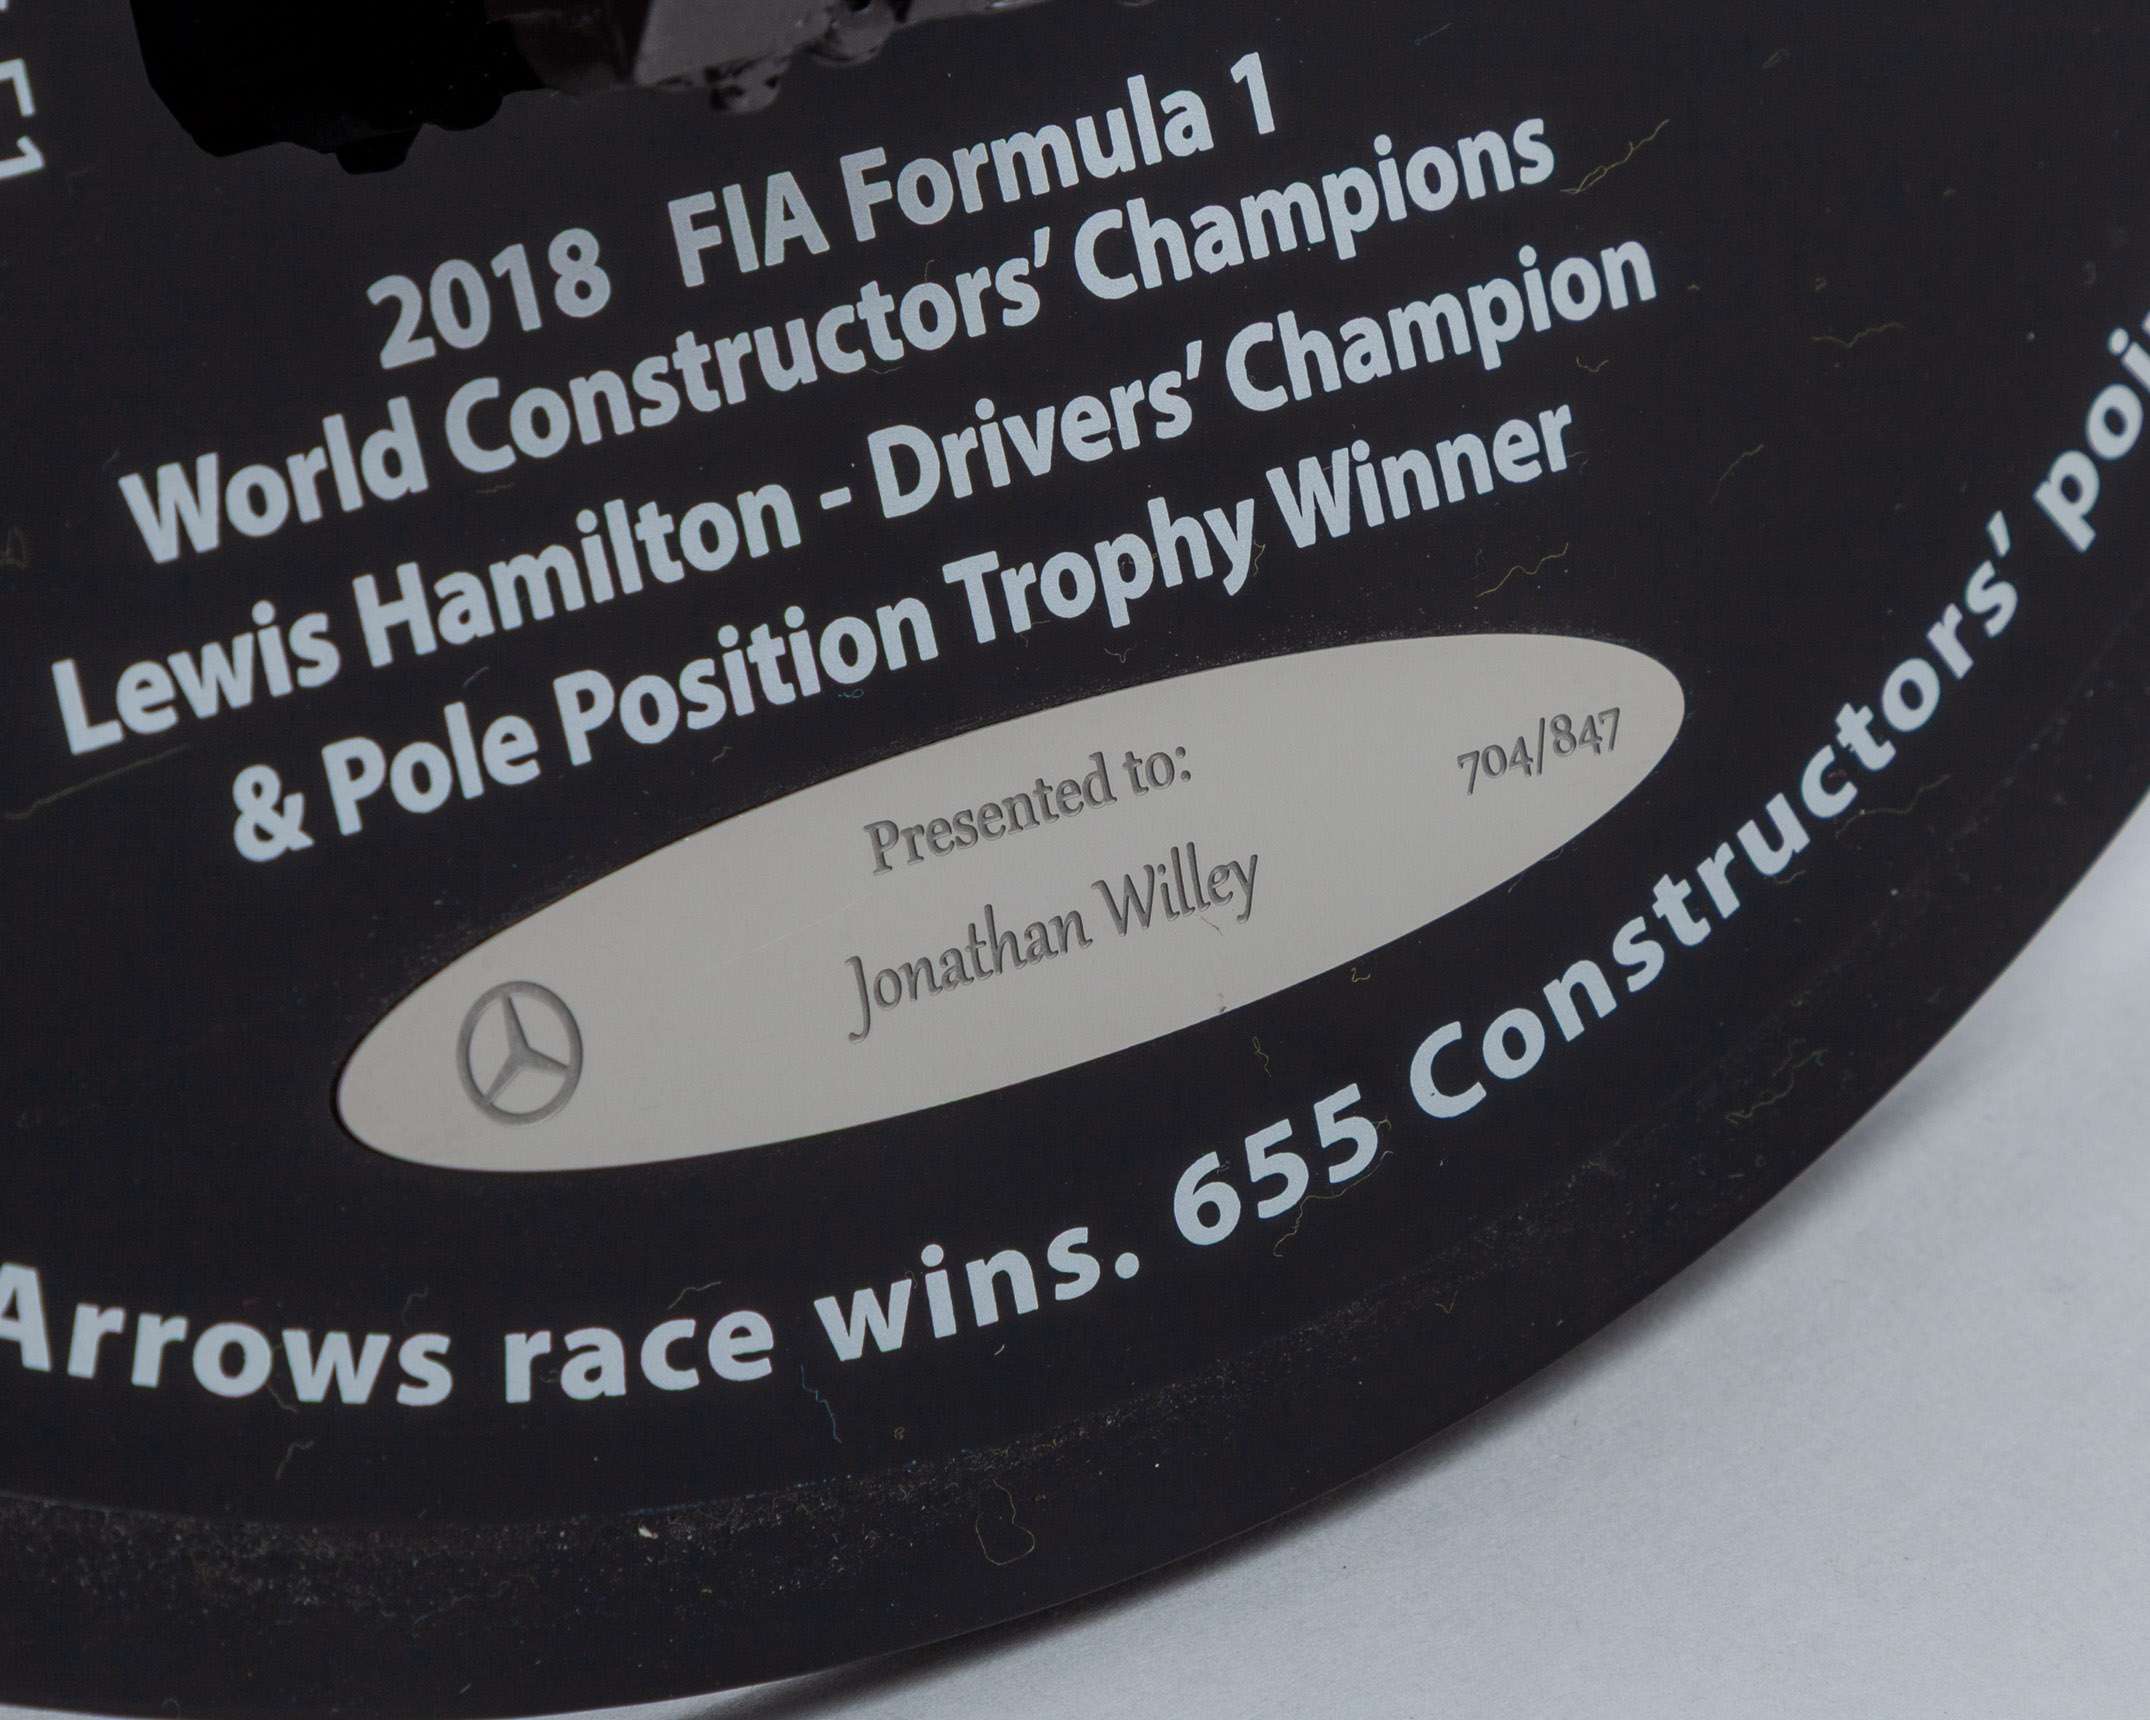 2018 FIA Formula 1
World Constructors’ Champions
Lewis Hamilton - Drivers’ Champion
& Pole Position Trophy Winner
Presented to:
704/847
Jonathan Willey
Arrows race wins. 655 Constructors’